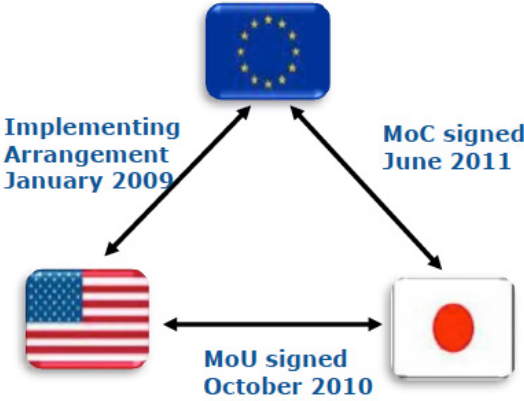 Implementing
Arrangement
January 2009
MoC signed
June 2011
MoU signed
October 2010